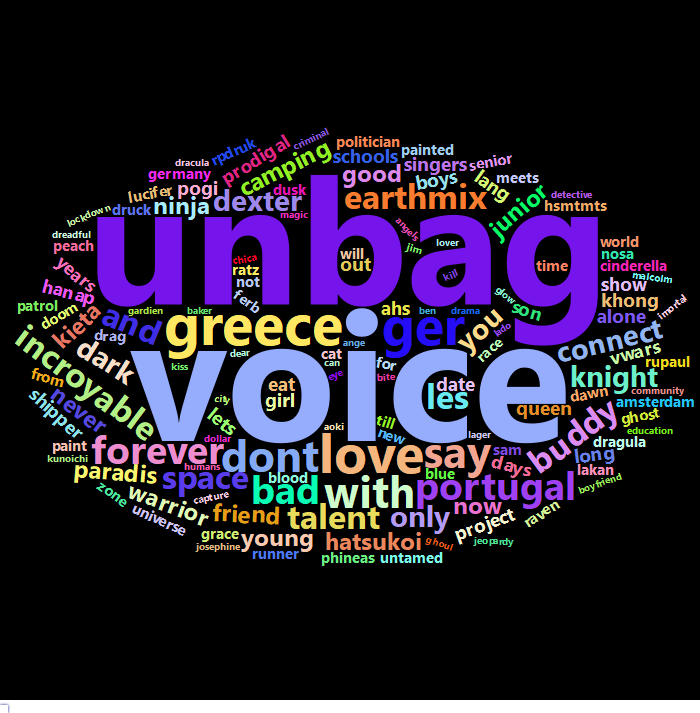 criminal
politician
rpdruk
prodigal
schools
painted
dracula
camping
good
singers
senior
germany
pogi
dusk
boys
lang
meets
lucifer
dexter
earthmix
junior
detective
lockdown
druck
ninja
magic
hsmtmts
dreadful
unbag
angels
lover
world
peach
chica
will
jim
nosa
years
ratz
out
kill
time
cinderella
hanap
not
show
malcolm
ferb
glow
khong
patrol
doom
gardien
baker
ahs
ben
drama
son
imortal
kieta
and
greece
ger
you
lado
alone
drag
ange
race
connect
incroyable
dark
voice
dear
cat
for
vwars
kiss
can
rupaul
from
eye
bite
date
knight
never
eat
les
dawn
community
shipper
city
girl
queen
amsterdam
lets
till
buddy
ghost
paint
dollar
aoki
new
lager
education
kunoichi
forever
dont
love
say
sam
dragula
humans
long
paradis
space
blood
blue
days
lakan
zone
bad
with
portugal
boyfriend
warrior
capture
universe
friend
talent
only
now
raven
grace
young
hatsukoi
project
josephine
ghoul
jeopardy
runner
phineas
untamed